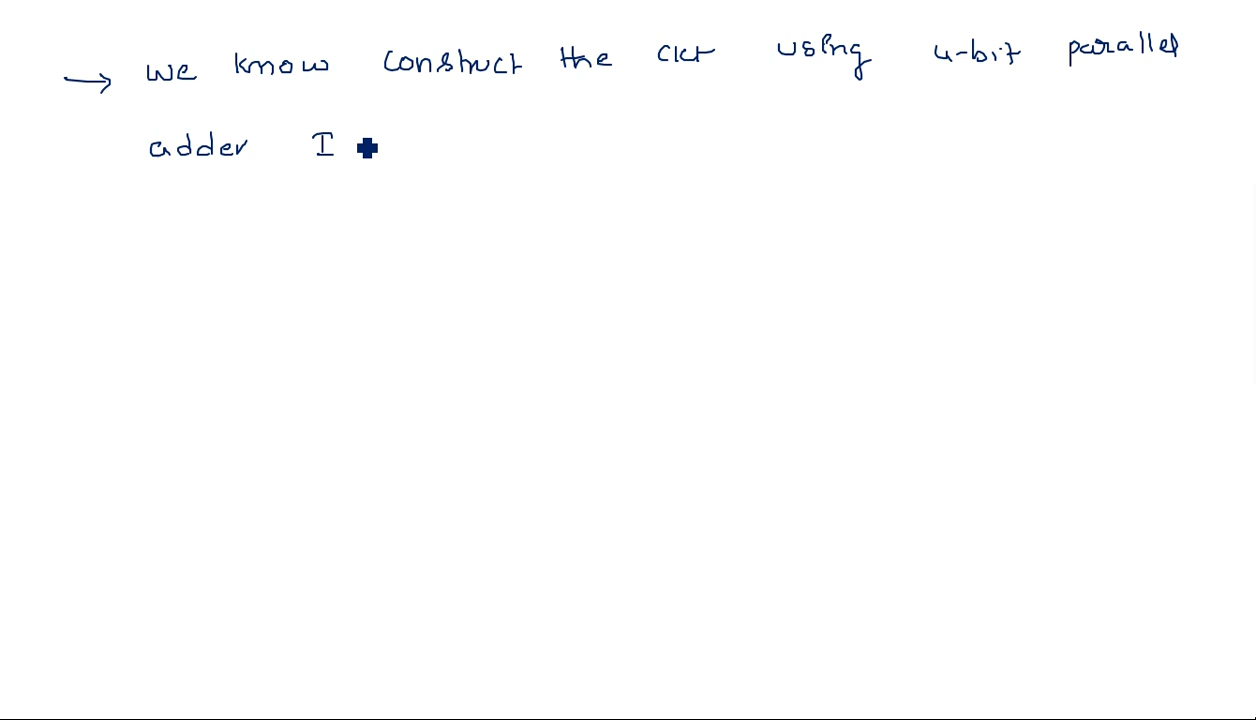 → we know construct the ckt using 4-bit parallel
adder I